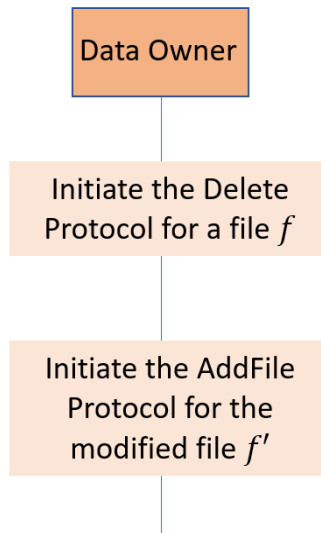 Data Owner
Initiate the Delete
Protocol for a file f
Initiate the AddFile
Protocol for the
modified file f′